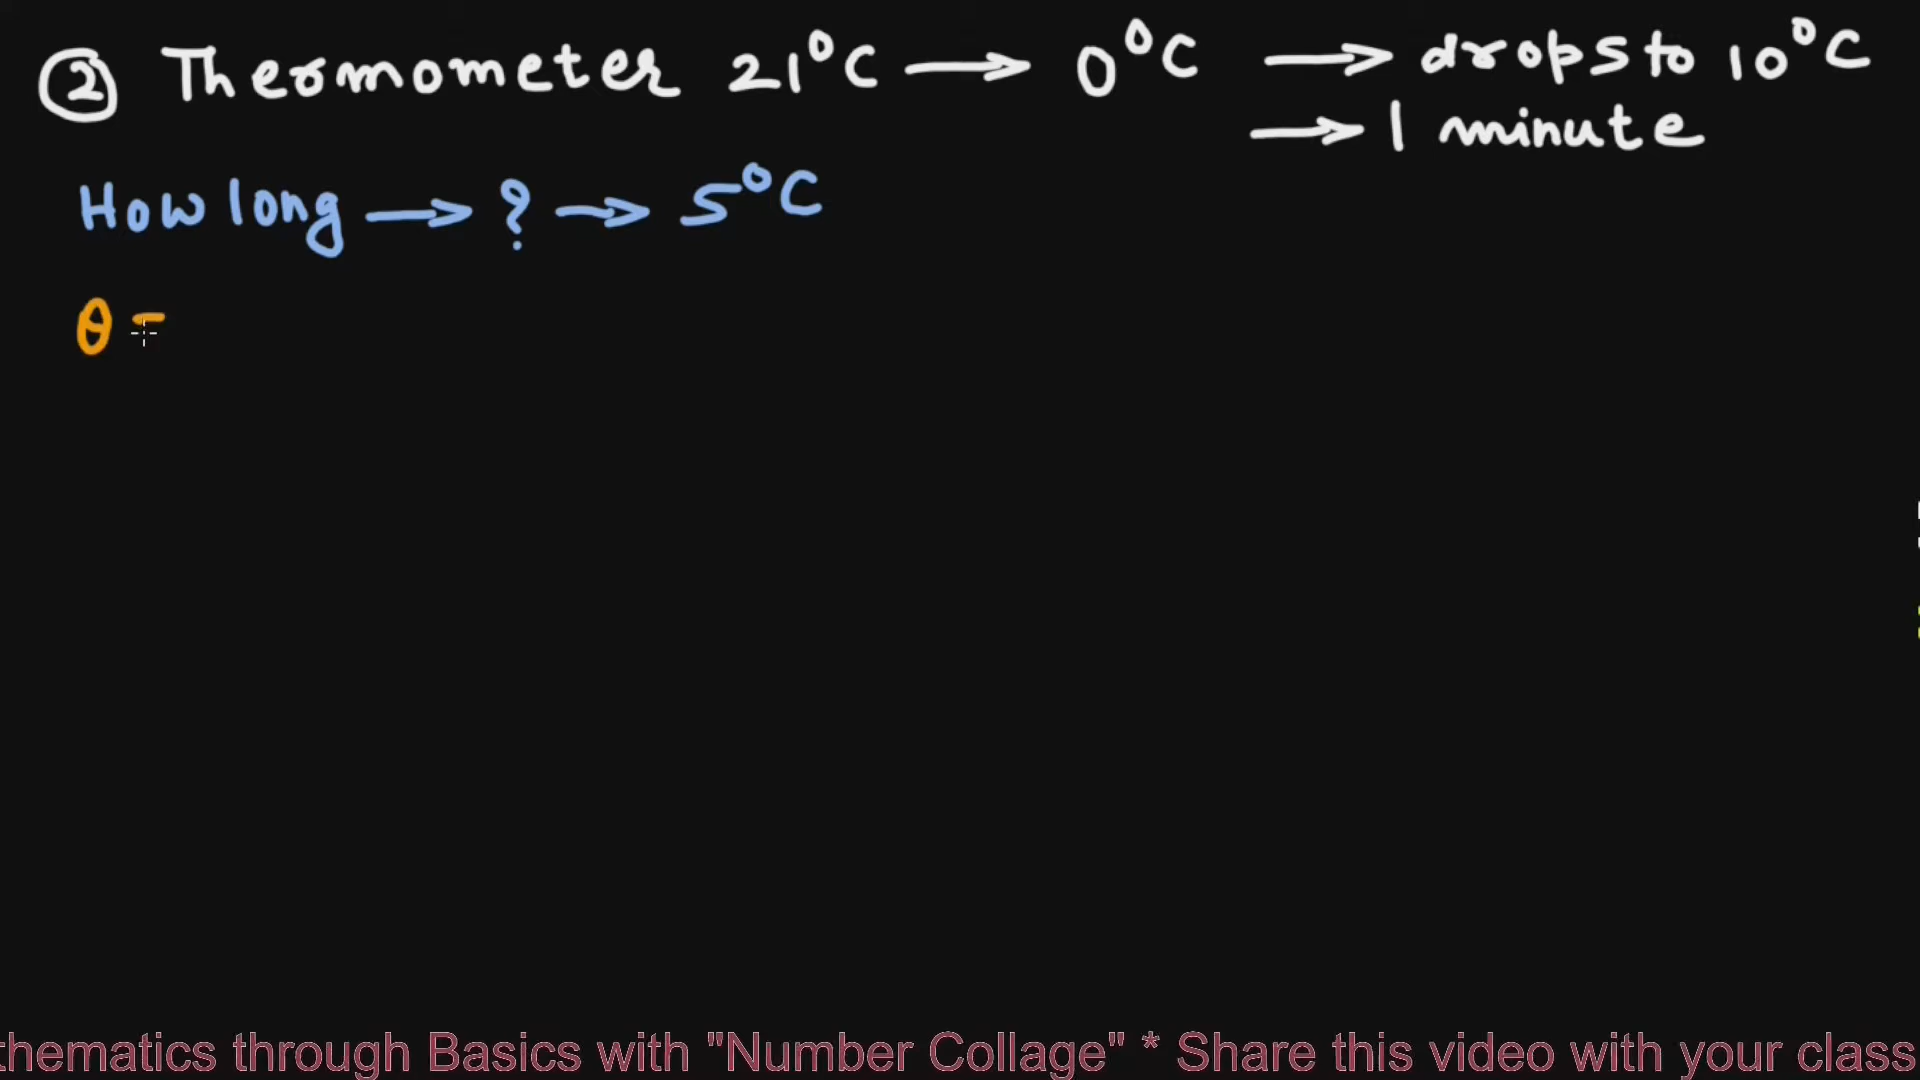 ② Thermometer 21°C → 0°C → drops to 10°C
→ 1 minute
How long → ? → 5°C
θ
thematics through Basics with "Number Collage" * Share this video with your class